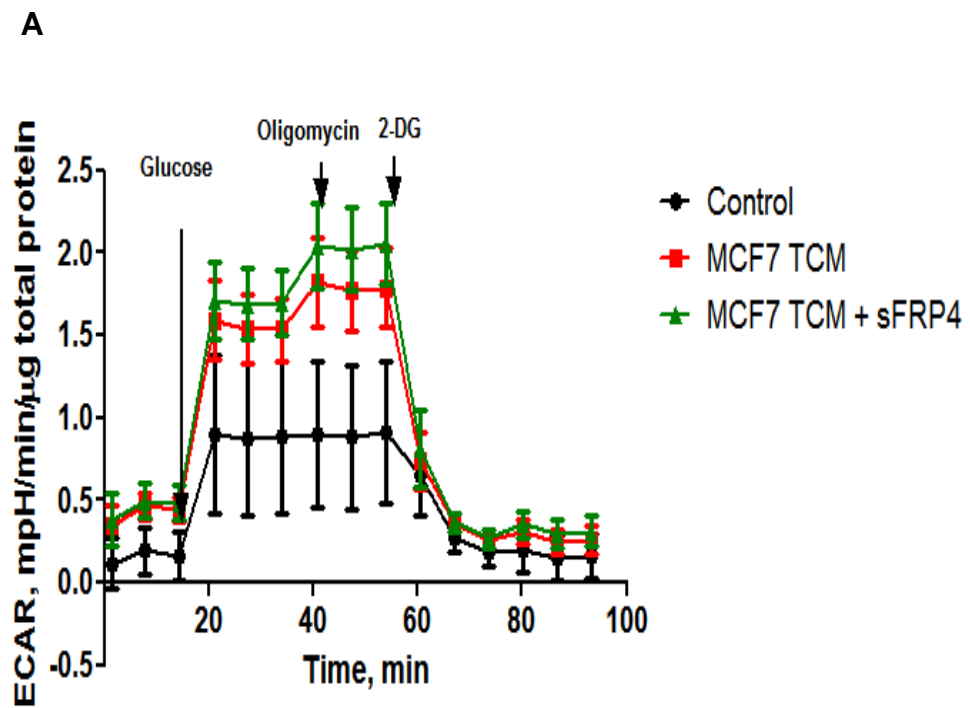 A
Oligomycin 2-DG
Glucose
ECAR, mpH/min/µg total protein
2.5
2.0
1.5
1.0
0.5
0.0
-0.5
20 40 60 80 100
Time, min
Control
MCF7 TCM
MCF7 TCM + sFRP4